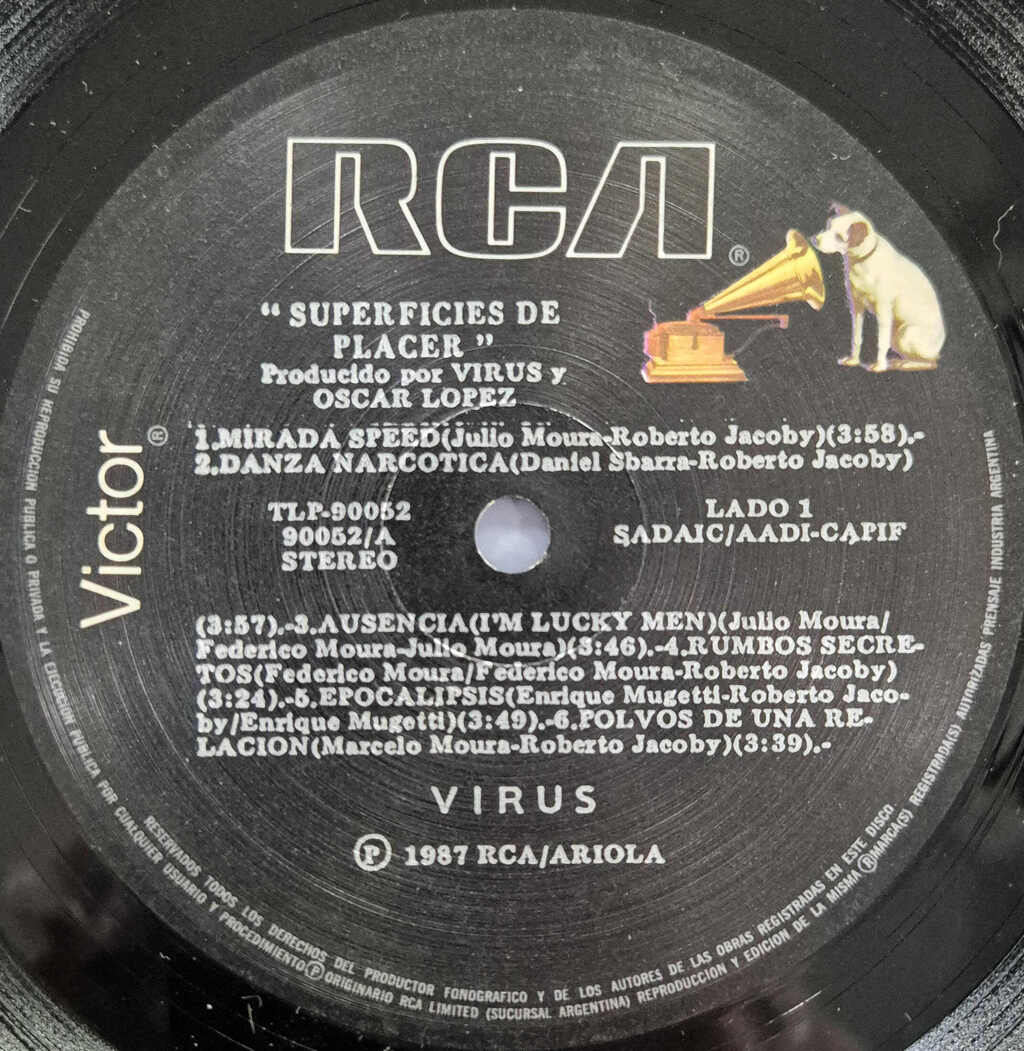 RCA®
" SUPERFICIES DE
PLACER "
Producido por VIRUS y
OSCAR LOPEZ
1.MIRADA SPEED(Julio Moura-Roberto Jacoby)(3:58).-
2.DANZA NARCOTICA(Daniel Sbarra-Roberto Jacoby)
Victor®
TLP-90052
90052/A
STEREO
LADO 1
SADAIC/AADI-CAPIF
(3:57).-3.AUSENCIA(I'M LUCKY MEN)(Julio Moura/
Federico Moura-Julio Moura)(3:46).-4.RUMBOS SECRE-
TOS(Federico Moura/Federico Moura-Roberto Jacoby)
(3:24).-5.EPOCALIPSIS(Enrique Mugetti-Roberto Jaco-
by/Enrique Mugetti)(3:49).-6.POLVOS DE UNA RE-
LACION(Marcelo Moura-Roberto Jacoby)(3:39).-
VIRUS
Ⓟ 1987 RCA/ARIOLA
PROHIBIDA SU REPRODUCCION PUBLICA O PRIVADA Y LA EJECUCION PUBLICA POR CUALQUIER USUARIO Y PROCEDIMIENTO Ⓟ ORIGINARIO RCA LIMITED (SUCURSAL ARGENTINA) REPRODUCCION Y EDICION DE LA MISMA ® MARCA(S) REGISTRADA(S) AUTORIZADAS PRENSAJE INDUSTRIA ARGENTINA
RESERVADOS TODOS LOS DERECHOS DEL PRODUCTOR FONOGRAFICO Y DE LOS AUTORES DE LAS OBRAS REGISTRADAS EN ESTE DISCO